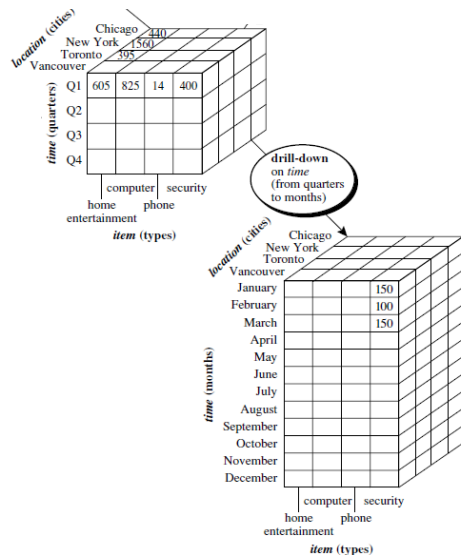 location (cities)
Chicago 440
New York 1560
Toronto 395
Vancouver
time (quarters)
Q1 605 825 14 400
Q2
Q3
Q4
computer security
home phone
entertainment
item (types)
drill-down
on time
(from quarters
to months)
location (cities)
Chicago
New York
Toronto
Vancouver
time (months)
January 150
February 100
March 150
April
May
June
July
August
September
October
November
December
computer security
home phone
entertainment
item (types)